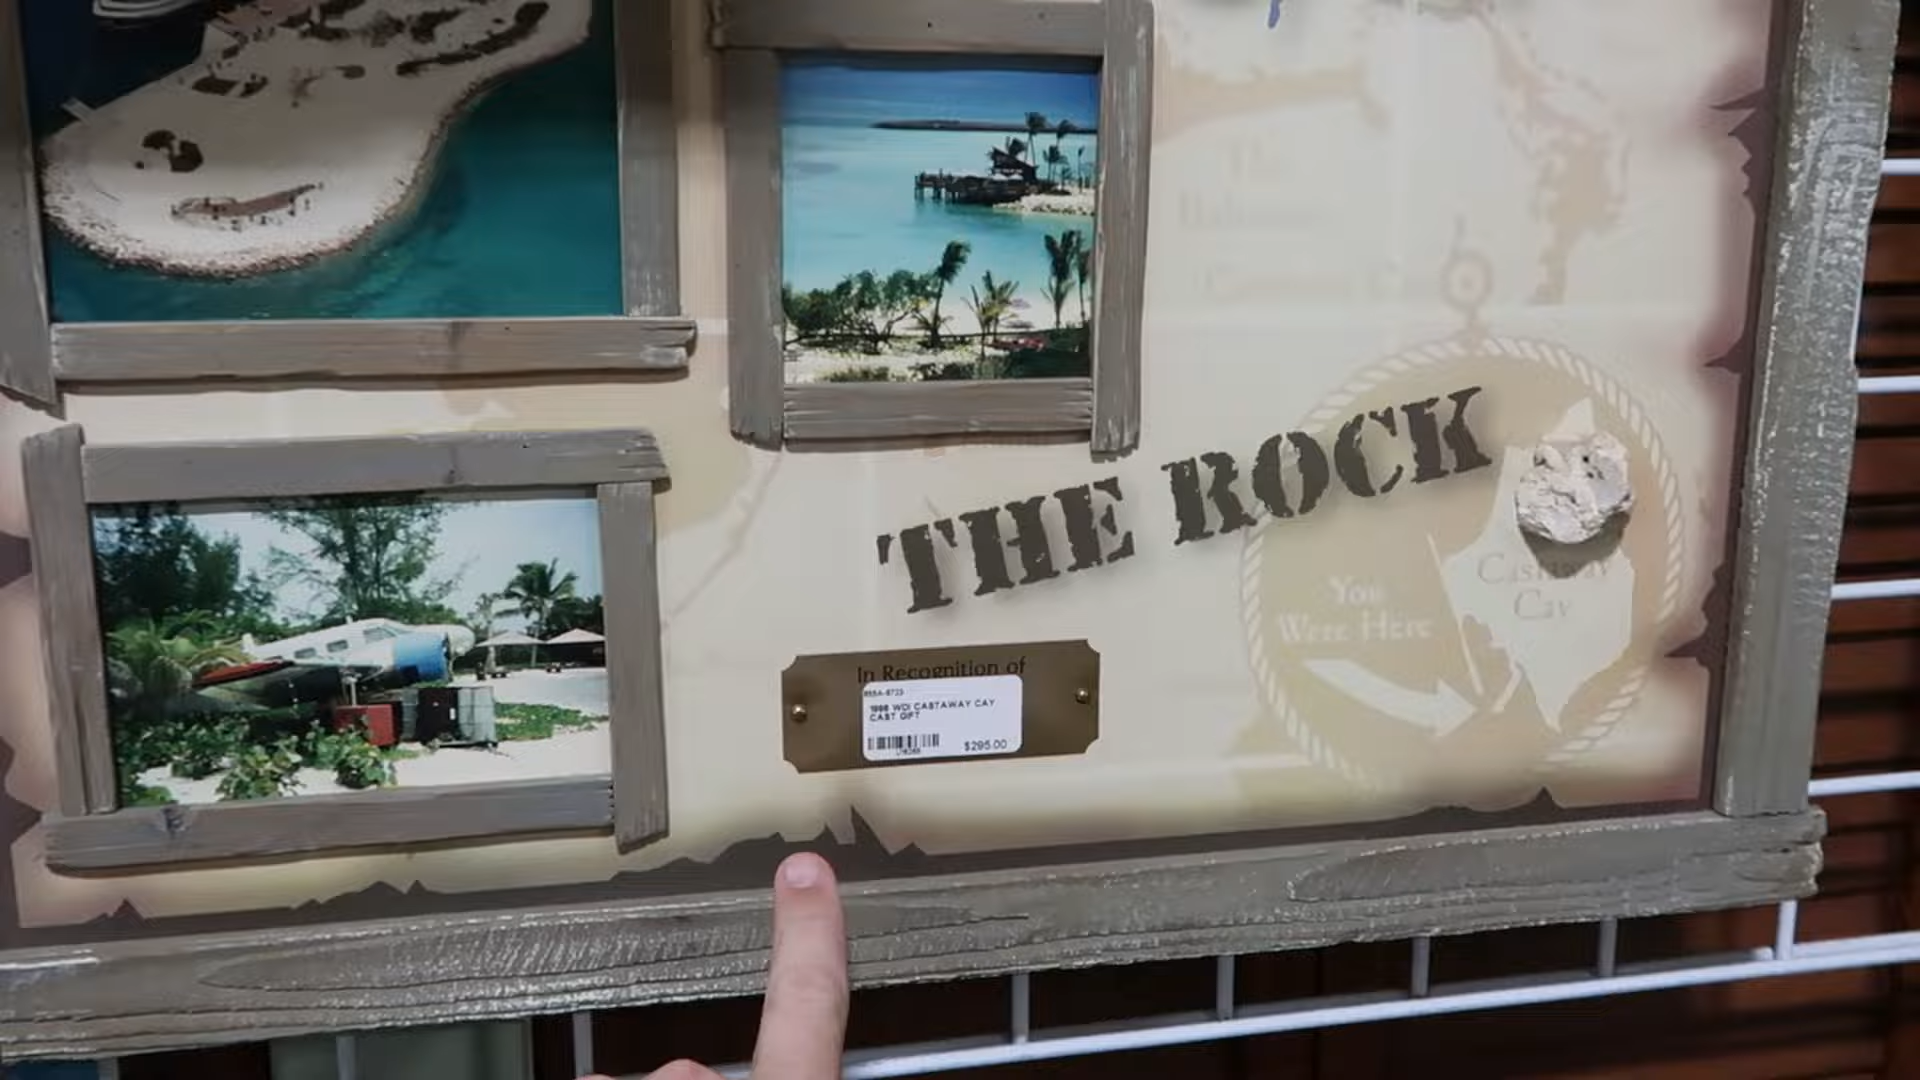 THE ROCK
Castaway
Cay
You
Were Here
In Recognition of
1998 WDI CASTAWAY CAY
CAST GIFT
$295.00